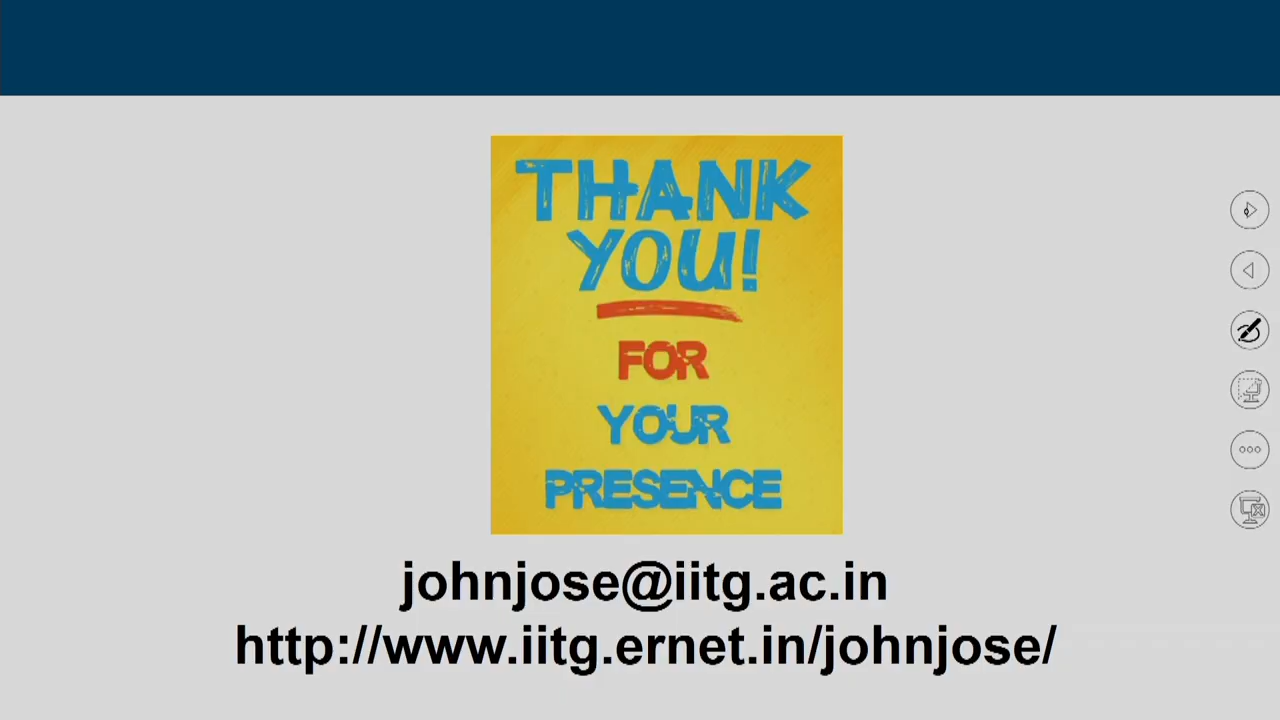 THANK
YOU!
FOR
YOUR
PRESENCE
johnjose@iitg.ac.in
http://www.iitg.ernet.in/johnjose/